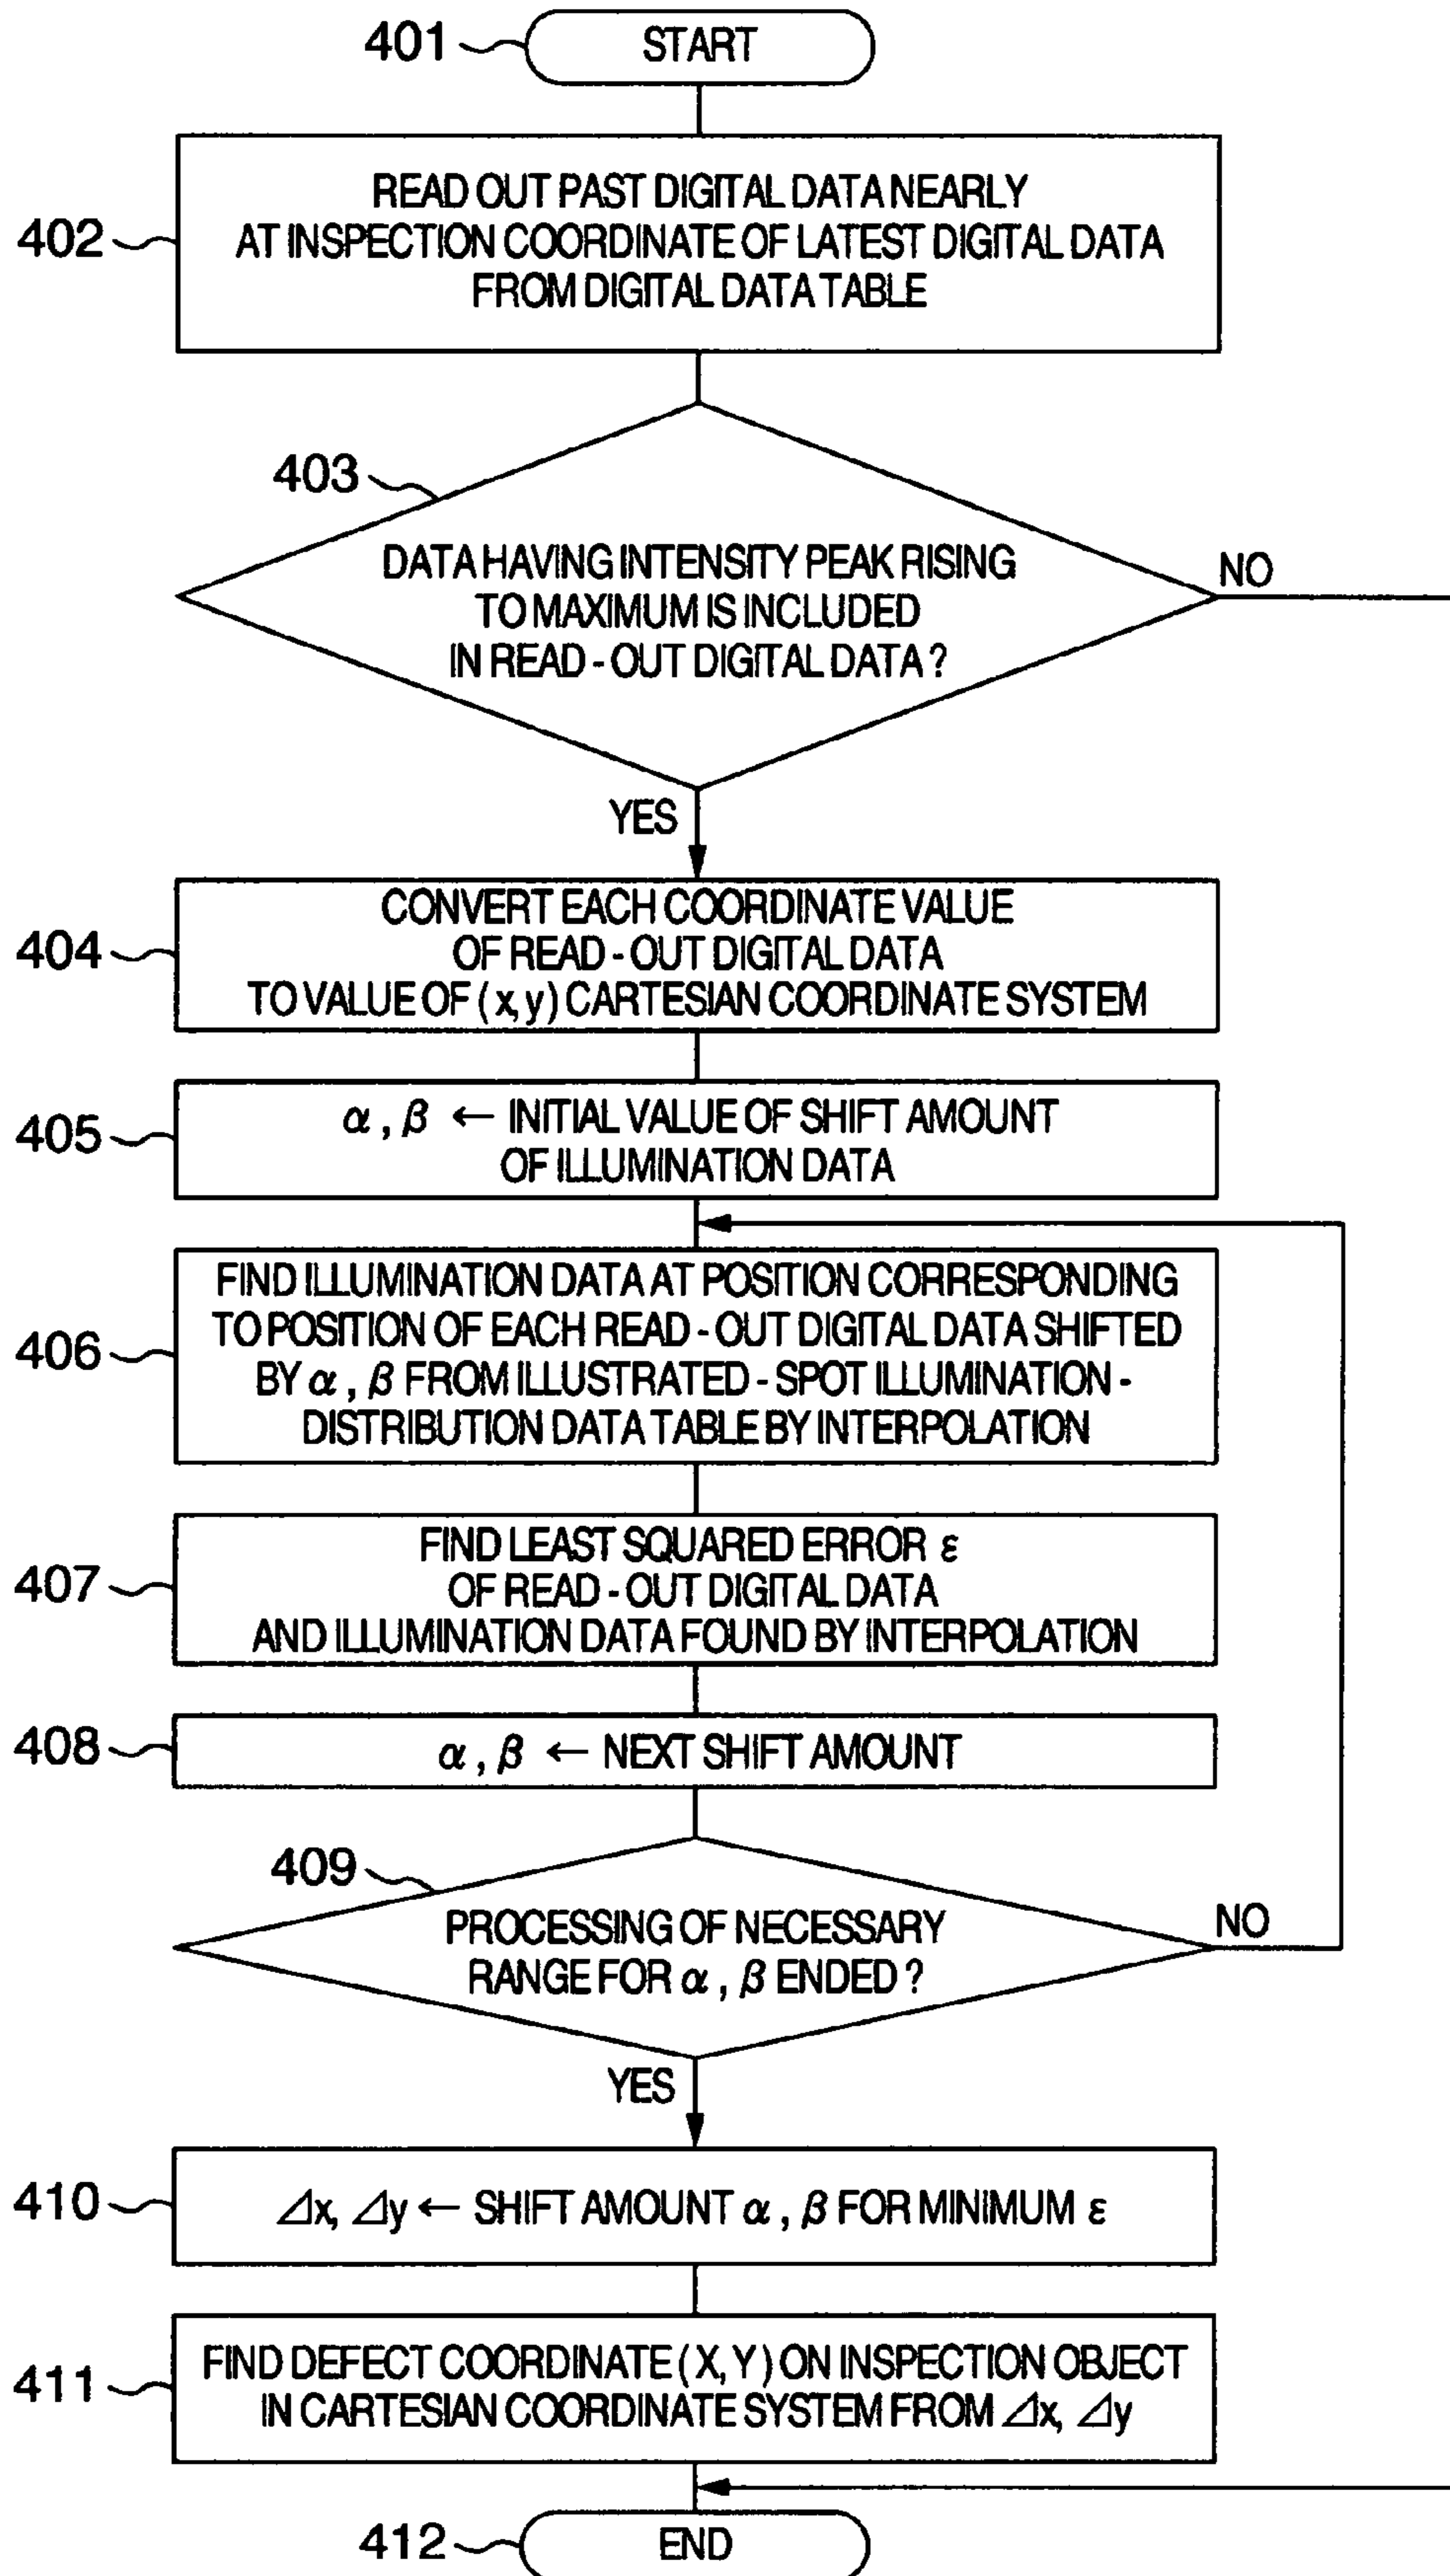 401
START
402
READ OUT PAST DIGITAL DATA NEARLY
AT INSPECTION COORDINATE OF LATEST DIGITAL DATA
FROM DIGITAL DATA TABLE
403
DATA HAVING INTENSITY PEAK RISING
TO MAXIMUM IS INCLUDED
IN READ - OUT DIGITAL DATA ?
NO
YES
404
CONVERT EACH COORDINATE VALUE
OF READ - OUT DIGITAL DATA
TO VALUE OF ( x, y ) CARTESIAN COORDINATE SYSTEM
405
α , β ← INITIAL VALUE OF SHIFT AMOUNT
OF ILLUMINATION DATA
406
FIND ILLUMINATION DATA AT POSITION CORRESPONDING
TO POSITION OF EACH READ - OUT DIGITAL DATA SHIFTED
BY α , β FROM ILLUSTRATED - SPOT ILLUMINATION -
DISTRIBUTION DATA TABLE BY INTERPOLATION
407
FIND LEAST SQUARED ERROR ε
OF READ - OUT DIGITAL DATA
AND ILLUMINATION DATA FOUND BY INTERPOLATION
408
α , β ← NEXT SHIFT AMOUNT
409
PROCESSING OF NECESSARY
RANGE FOR α , β ENDED ?
NO
YES
410
⊿x, ⊿y ← SHIFT AMOUNT α , β FOR MINIMUM ε
411
FIND DEFECT COORDINATE ( X, Y ) ON INSPECTION OBJECT
IN CARTESIAN COORDINATE SYSTEM FROM ⊿x, ⊿y
412
END